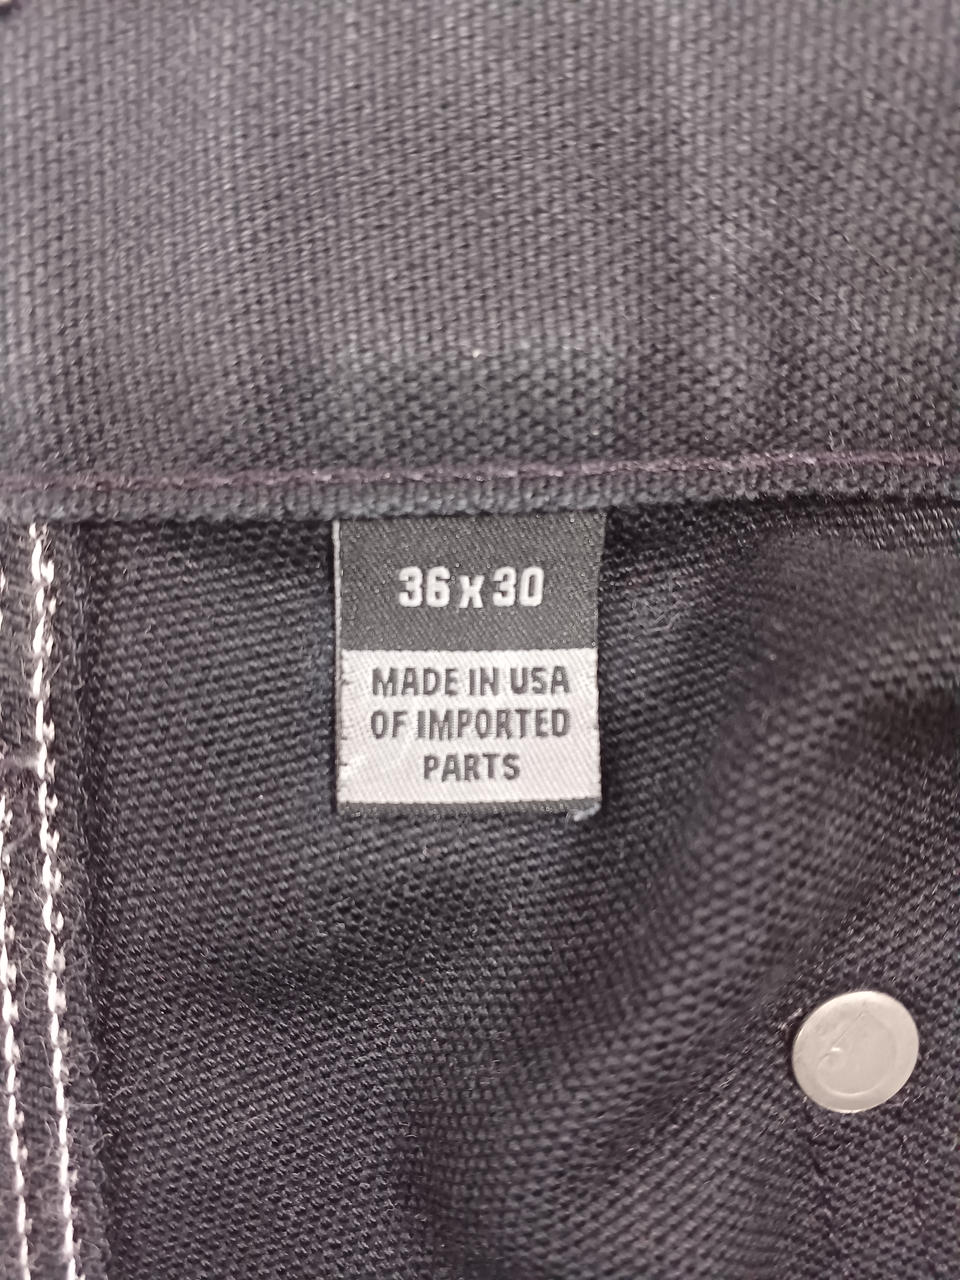 36 x 30
MADE IN USA
OF IMPORTED
PARTS